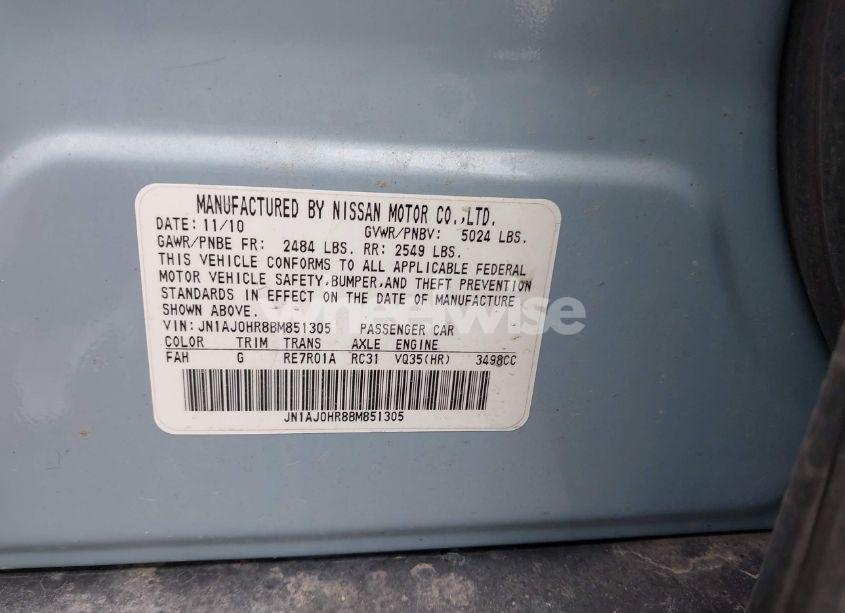 MANUFACTURED BY NISSAN MOTOR CO.,LTD.
DATE: 11/10 GVWR/PNBV: 5024 LBS.
GAWR/PNBE FR: 2484 LBS. RR: 2549 LBS.
THIS VEHICLE CONFORMS TO ALL APPLICABLE FEDERAL
MOTOR VEHICLE SAFETY,BUMPER,AND THEFT PREVENTION
STANDARDS IN EFFECT ON THE DATE OF MANUFACTURE
SHOWN ABOVE.
wheelwise
VIN:JN1AJ0HR8BM851305 PASSENGER CAR
COLOR TRIM TRANS AXLE ENGINE
FAH G RE7R01A RC31 VQ35(HR) 3498CC
JN1AJ0HR8BM851305